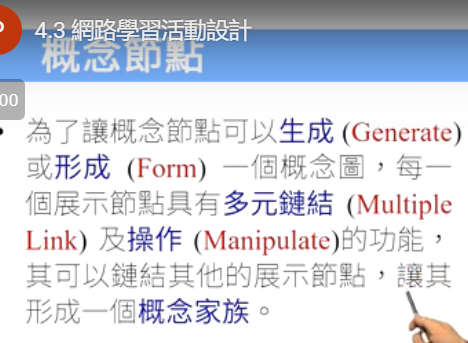 4.3 網路學習活動設計
概念節點
00
• 為了讓概念節點可以生成 (Generate)
或形成 (Form) 一個概念圖，每一
個展示節點具有多元鏈結 (Multiple
Link) 及操作 (Manipulate)的功能，
其可以鏈結其他的展示節點，讓其
形成一個概念家族。